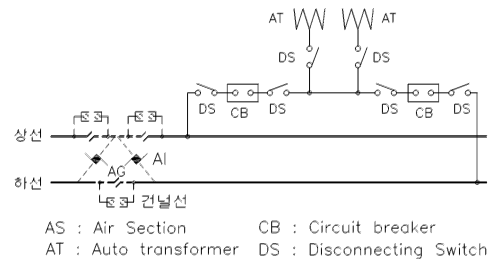 AT AT
DS DS
DS CB DS DS CB DS
상선
AI
AG
하선
건널선
AS : Air Section CB : Circuit breaker
AT : Auto transformer DS : Disconnecting Switch